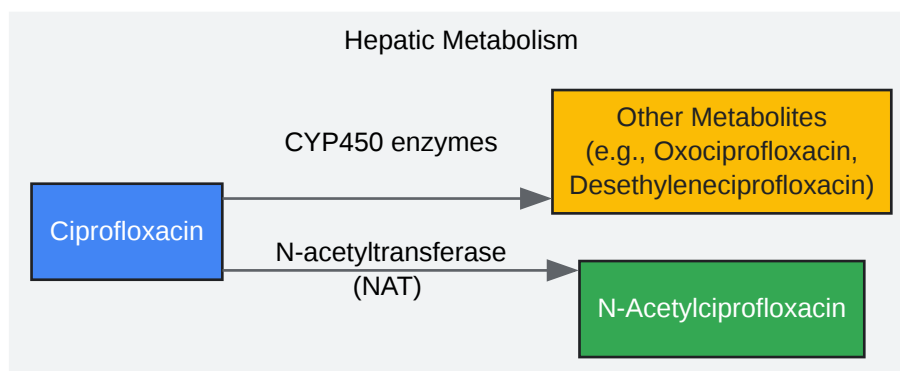 Hepatic Metabolism
CYP450 enzymes
Other Metabolites
(e.g., Oxociprofloxacin,
Desethyleneciprofloxacin)
Ciprofloxacin
N-acetyltransferase
(NAT)
N-Acetylciprofloxacin